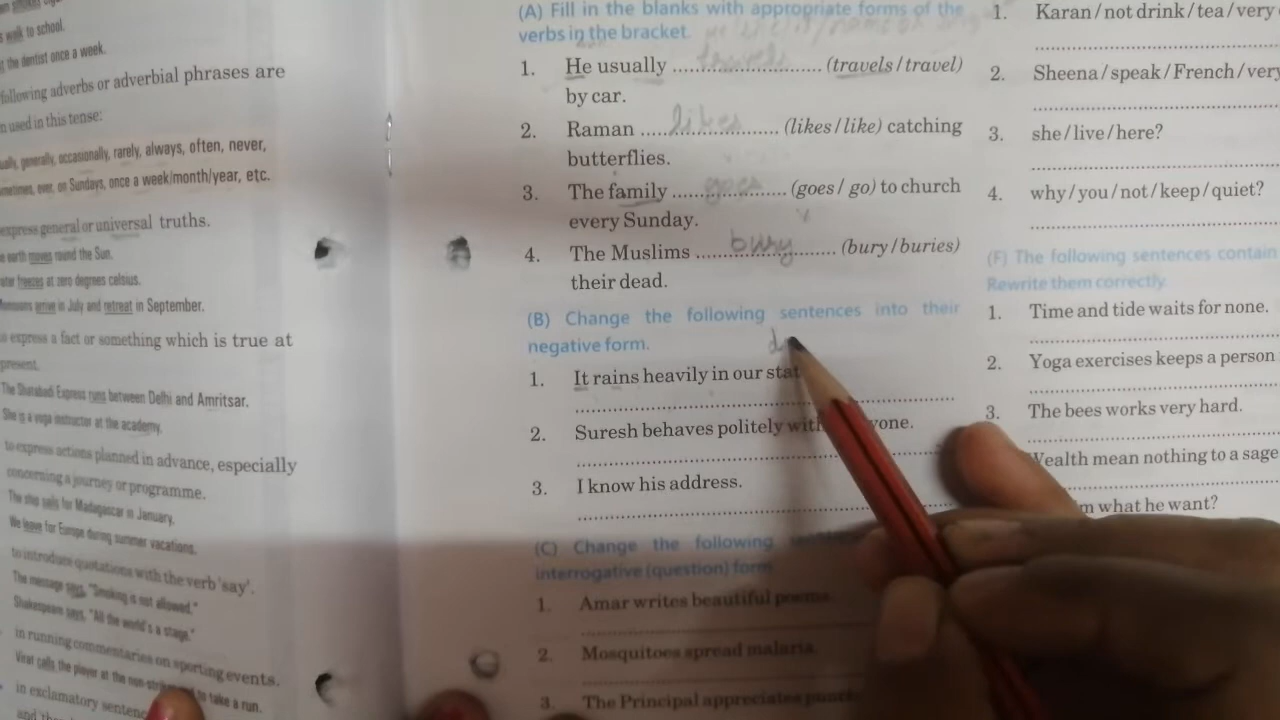 walk to school.
the dentist once a week.
following adverbs or adverbial phrases are
used in this tense:
generally, occasionally, rarely, always, often, never,
ever, on Sundays, once a week/month/year, etc.
express general or universal truths.
earth moves round the Sun.
freezes at zero degrees celsius.
arrive in July and retreat in September.
express a fact or something which is true at
present.
The Shatabadi Express runs between Delhi and Amritsar.
She is a yoga instructor at the academy.
to express actions planned in advance, especially
concerning a journey or programme.
The ship sails for Madagascar in January.
We leave for Europe during summer vacations.
to introduce quotations with the verb 'say'.
The message says, "Smoking is not allowed."
Shakespeare says, "All the world's a stage."
in running commentaries on sporting events.
Virat calls the player at the to take a run.
in exclamatory
(A) Fill in the blanks with appropriate forms of the
verbs in the bracket.
1. He usually travels (travels / travel)
by car.
2. Raman likes (likes / like) catching
butterflies.
3. The family goes (goes / go) to church
every Sunday.
4. The Muslims bury (bury / buries)
their dead.
(B) Change the following sentences into their
negative form.
1. It rains heavily in our
2. Suresh behaves politely
3. I know his address.
(C) Change the following
interrogative (question) form
1. Amar writes beautiful poems.
2. Mosquitoes spread malaria.
3. The Principal appreciates
1. Karan / not drink / tea / very
2. Sheena / speak / French / very
3. she / live / here?
4. why / you / not / keep / quiet?
(F) The following sentences contain
Rewrite them correctly.
1. Time and tide waits for none.
2. Yoga exercises keeps a person
3. The bees works very hard.
Wealth mean nothing to a sage
what he want?